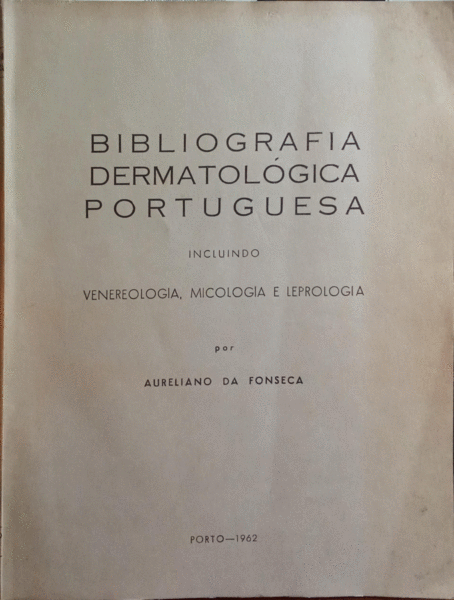 BIBLIOGRAFIA
DERMATOLÓGICA
PORTUGUESA
INCLUINDO
VENEREOLOGIA, MICOLOGIA E LEPROLOGIA
por
AURELIANO DA FONSECA
PORTO—1962